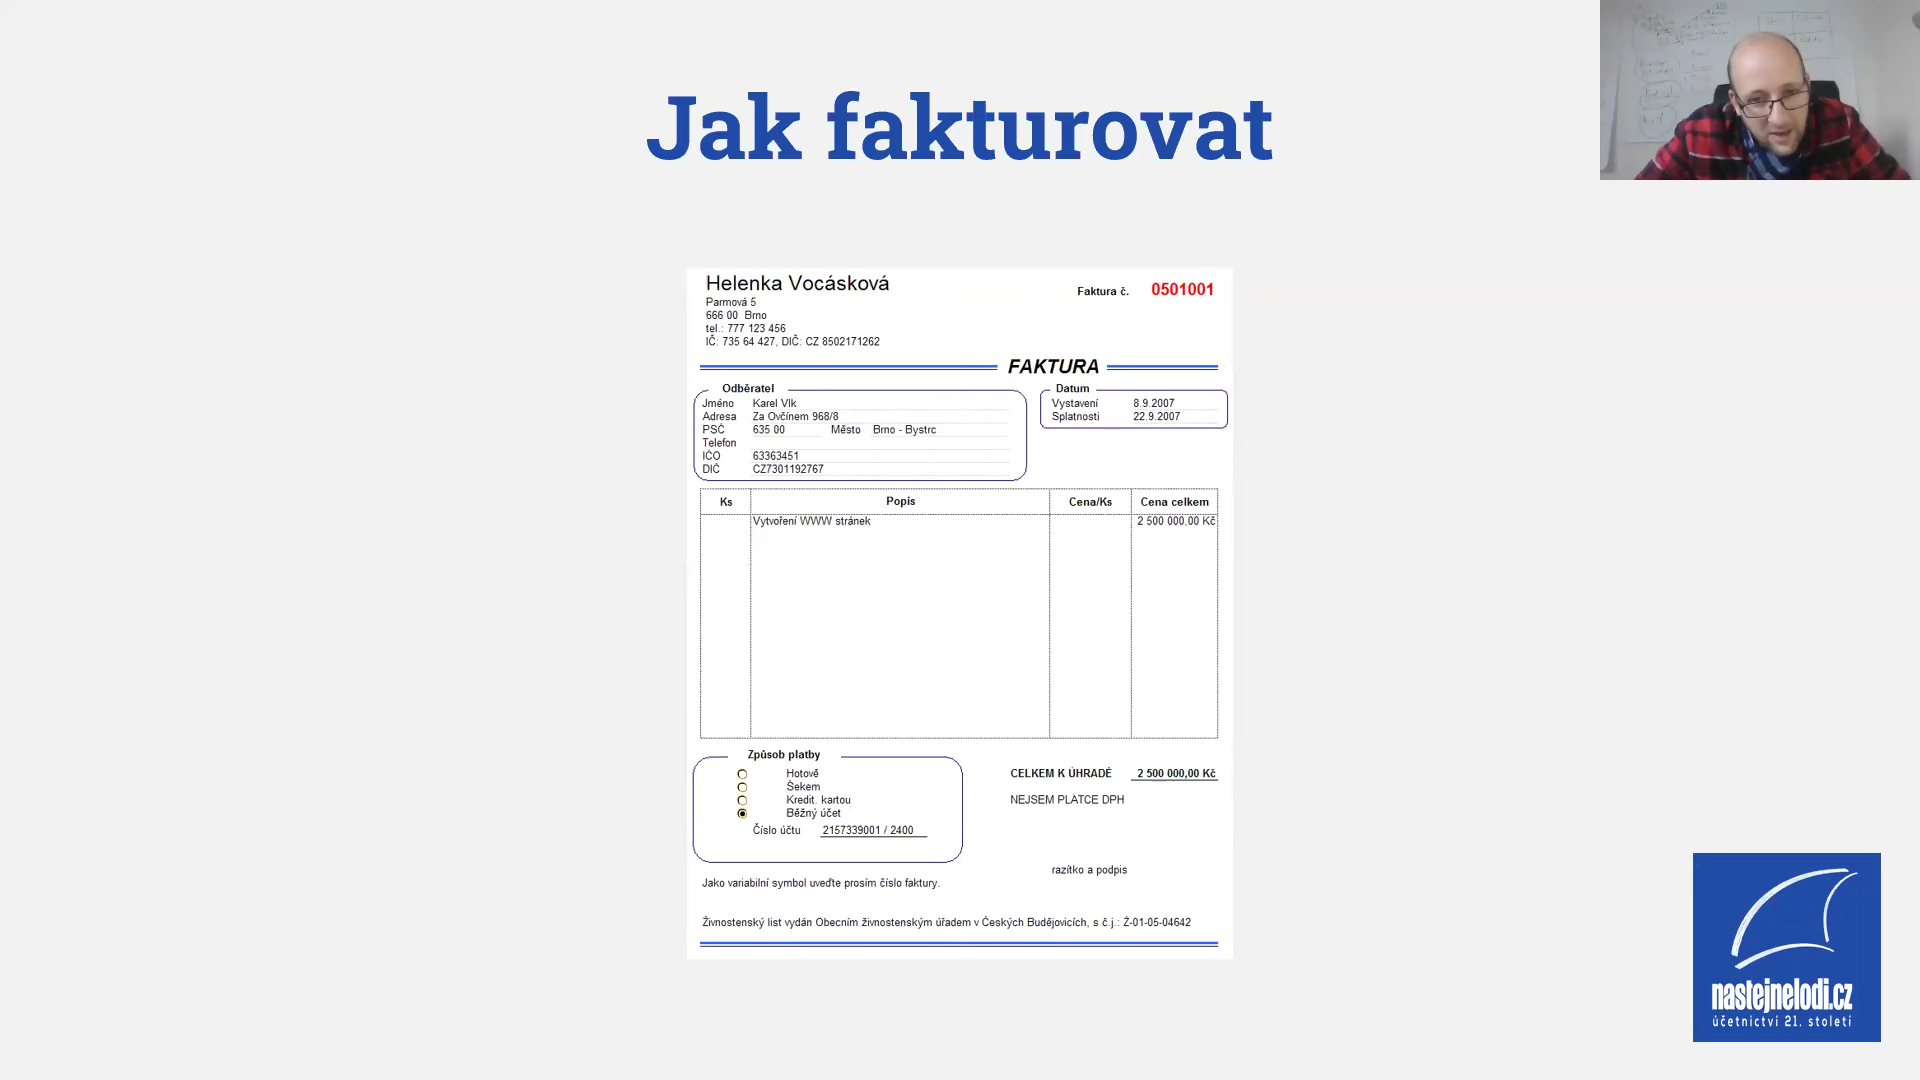 Jak fakturovat
Helenka Vocásková
Parmová 5
666 00 Brno
tel.: 777 123 456
IČ: 735 64 427, DIČ: CZ 8502171262
Faktura č. 0501001
FAKTURA
Odběratel
Jméno Karel Vlk
Adresa Za Ovčínem 968/8
PSČ 635 00 Město Brno - Bystrc
Telefon
IČO 63363451
DIČ CZ7301192767
Datum
Vystavení 8.9.2007
Splatnosti 22.9.2007
Ks Popis Cena/Ks Cena celkem
Vytvoření WWW stránek 2 500 000,00 Kč
Způsob platby
Hotově
Šekem
Kredit. kartou
Běžný účet
Číslo účtu 2157339001 / 2400
CELKEM K ÚHRADĚ 2 500 000,00 Kč
NEJSEM PLÁTCE DPH
razítko a podpis
Jako variabilní symbol uveďte prosím číslo faktury.
Živnostenský list vydán Obecním živnostenským úřadem v Českých Budějovicích, s č.j.: Ž-01-05-04642
nastejnelodi.cz
účetnictví 21. století